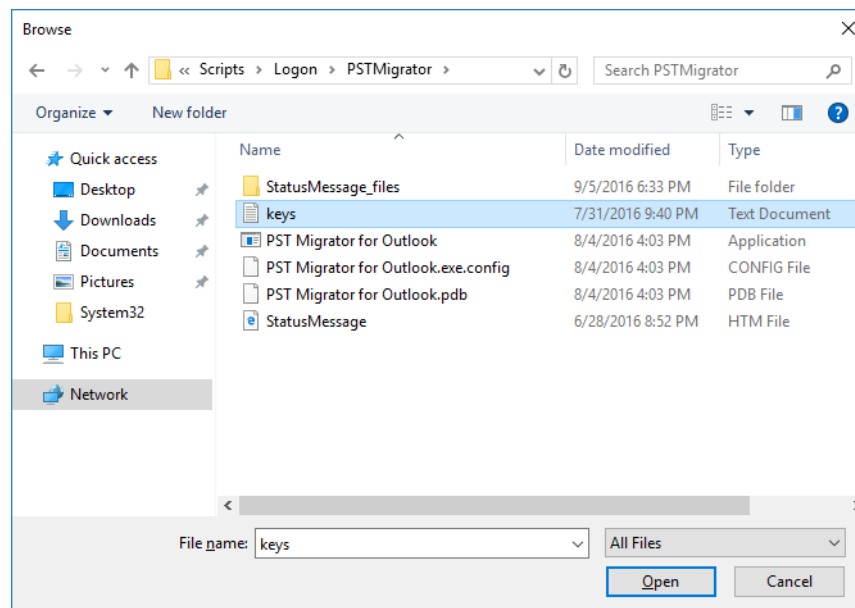 Browse
« Scripts > Logon > PSTMigrator >
Search PSTMigrator
Organize
New folder
?
Quick access
Desktop
Downloads
Documents
Pictures
System32
This PC
Network
Name Date modified Type
StatusMessage_files 9/5/2016 6:33 PM File folder
keys 7/31/2016 9:40 PM Text Document
PST Migrator for Outlook 8/4/2016 4:03 PM Application
PST Migrator for Outlook.exe.config 8/4/2016 4:03 PM CONFIG File
PST Migrator for Outlook.pdb 8/4/2016 4:03 PM PDB File
StatusMessage 6/28/2016 8:52 PM HTM File
File name: keys
All Files
Open
Cancel